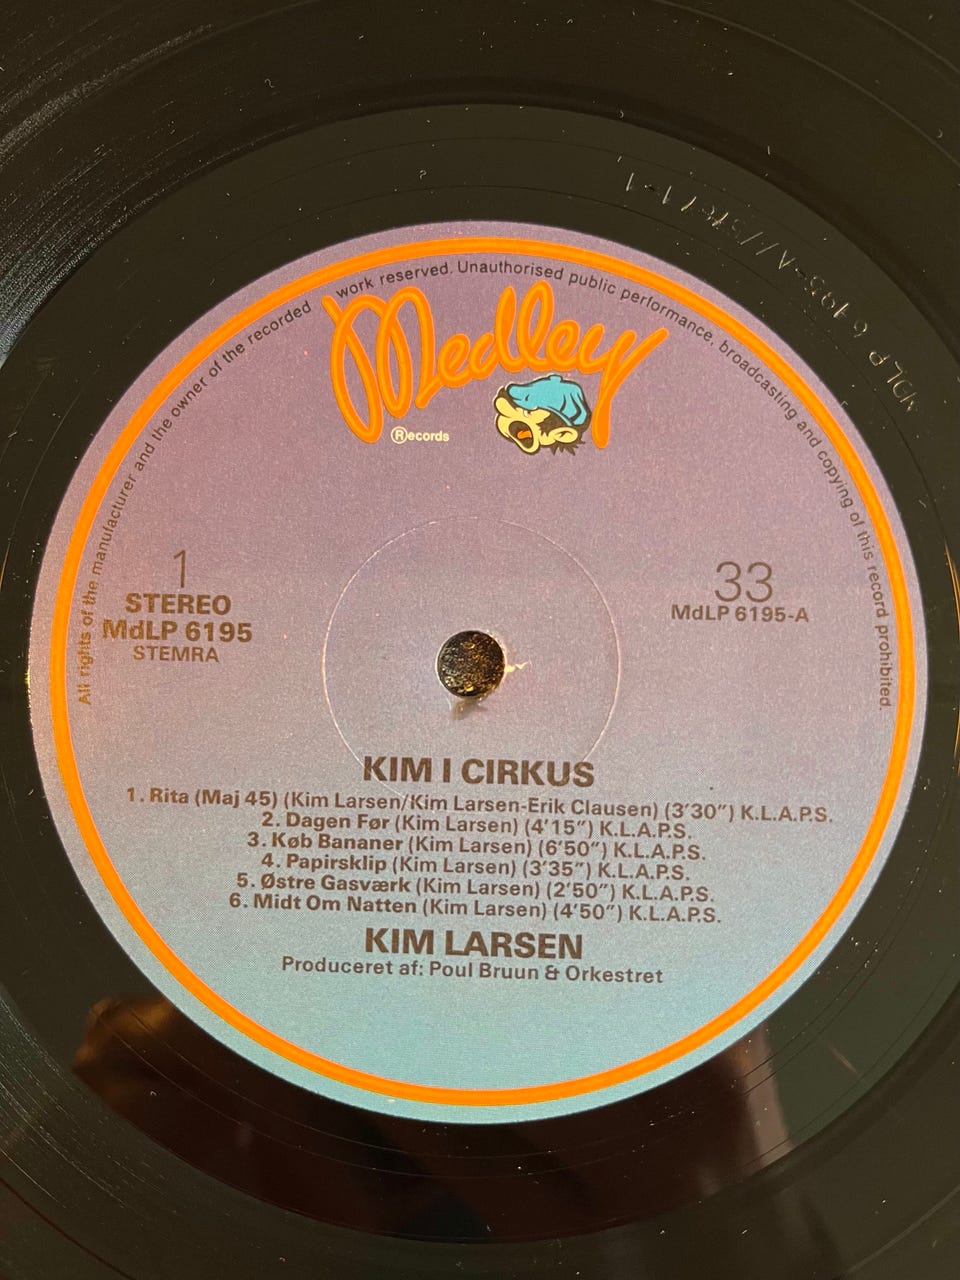 All rights of the manufacturer and the owner of the recorded work reserved. Unauthorised public performance, broadcasting and copying of this record prohibited.
Medley
®ecords
1
STEREO
MdLP 6195
STEMRA
33
MdLP 6195-A
KIM I CIRKUS
1. Rita (Maj 45) (Kim Larsen/Kim Larsen-Erik Clausen) (3'30") K.L.A.P.S.
2. Dagen Før (Kim Larsen) (4'15") K.L.A.P.S.
3. Køb Bananer (Kim Larsen) (6'50") K.L.A.P.S.
4. Papirsklip (Kim Larsen) (3'35") K.L.A.P.S.
5. Østre Gasværk (Kim Larsen) (2'50") K.L.A.P.S.
6. Midt Om Natten (Kim Larsen) (4'50") K.L.A.P.S.
KIM LARSEN
Produceret af: Poul Bruun & Orkestret